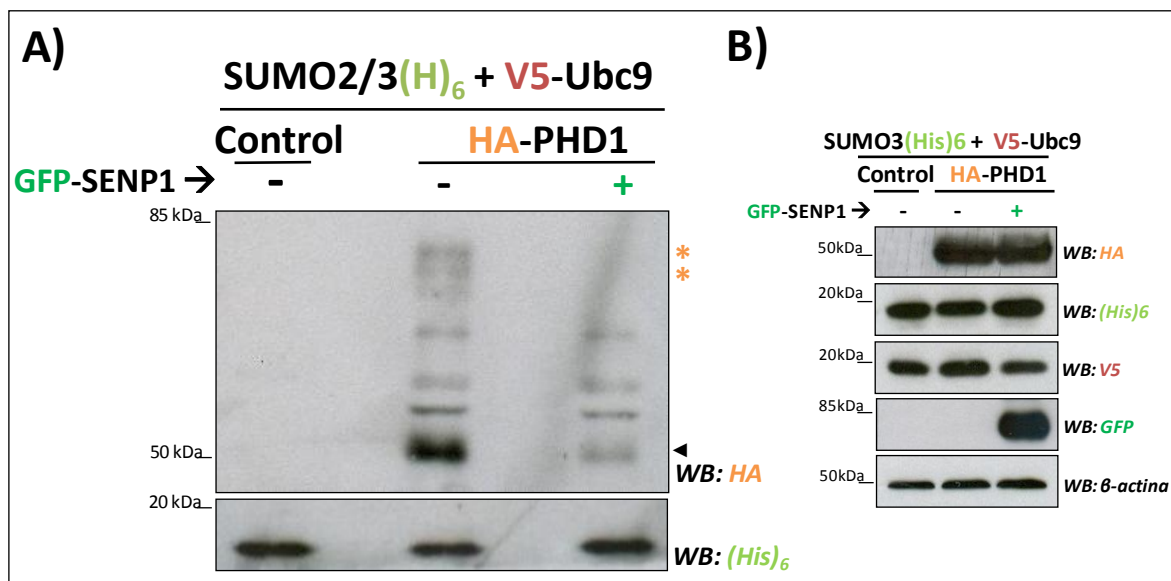 A)
SUMO2/3(H)6 + V5-Ubc9
Control HA-PHD1
GFP-SENP1 → - - +
85 kDa
*
*
50 kDa
WB: HA
20 kDa
WB: (His)6
B)
SUMO3(His)6 + V5-Ubc9
Control HA-PHD1
GFP-SENP1 → - - +
50kDa
WB: HA
20kDa
WB: (His)6
20kDa
WB: V5
85kDa
WB: GFP
50kDa
WB: β-actina